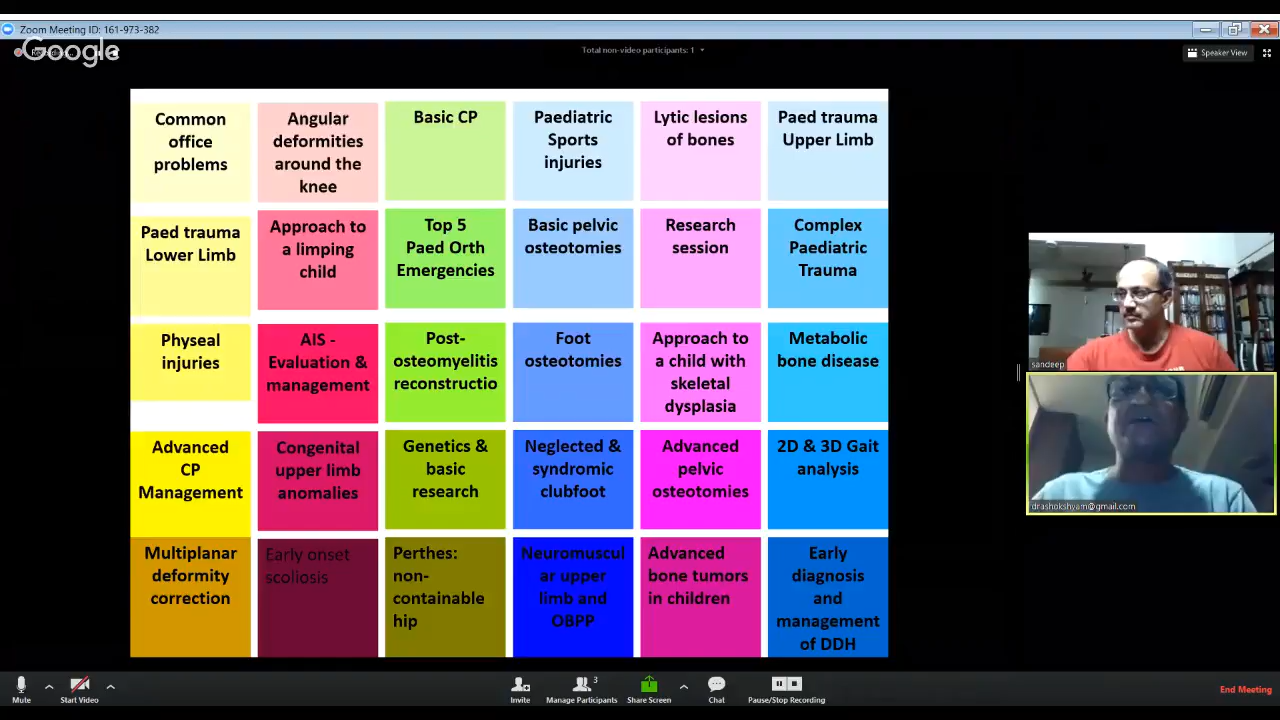 Zoom Meeting ID: 161-973-382
Google
Total non-video participants: 1
Speaker View
Common
office
problems
Angular
deformities
around the
knee
Basic CP
Paediatric
Sports
injuries
Lytic lesions
of bones
Paed trauma
Upper Limb
Paed trauma
Lower Limb
Approach to
a limping
child
Top 5
Paed Orth
Emergencies
Basic pelvic
osteotomies
Research
session
Complex
Paediatric
Trauma
Physeal
injuries
AIS -
Evaluation &
management
Post-
osteomyelitis
reconstructio
Foot
osteotomies
Approach to
a child with
skeletal
dysplasia
Metabolic
bone disease
Advanced
CP
Management
Congenital
upper limb
anomalies
Genetics &
basic
research
Neglected &
syndromic
clubfoot
Advanced
pelvic
osteotomies
2D & 3D Gait
analysis
Multiplanar
deformity
correction
Early onset
scoliosis
Perthes:
non-
containable
hip
Neuromuscul
ar upper
limb and
OBPP
Advanced
bone tumors
in children
Early
diagnosis
and
management
of DDH
sandeep
drashokshyam@gmail.com
Mute
Start Video
Invite
3
Manage Participants
Share Screen
Chat
Pause/Stop Recording
End Meeting